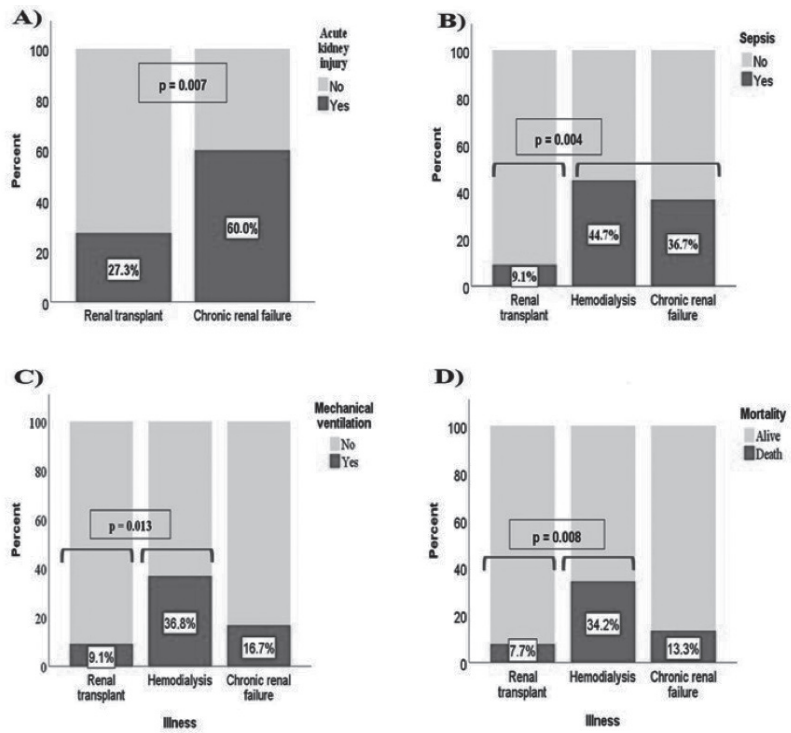 A)
Acute
kidney
injury
No
Yes
p = 0.007
Percent
100
80
60
40
20
0
27.3%
60.0%
Renal transplant
Chronic renal failure
B)
Sepsis
No
Yes
p = 0.004
Percent
100
80
60
40
20
0
9.1%
44.7%
36.7%
Renal
transplant
Hemodialysis
Chronic renal
failure
C)
Mechanical
ventilation
No
Yes
p = 0.013
Percent
100
80
60
40
20
0
9.1%
36.8%
16.7%
Renal
transplant
Hemodialysis
Chronic renal
failure
Illness
D)
Mortality
Alive
Death
p = 0.008
Percent
100
80
60
40
20
0
7.7%
34.2%
13.3%
Renal
transplant
Hemodialysis
Chronic renal
failure
Illness